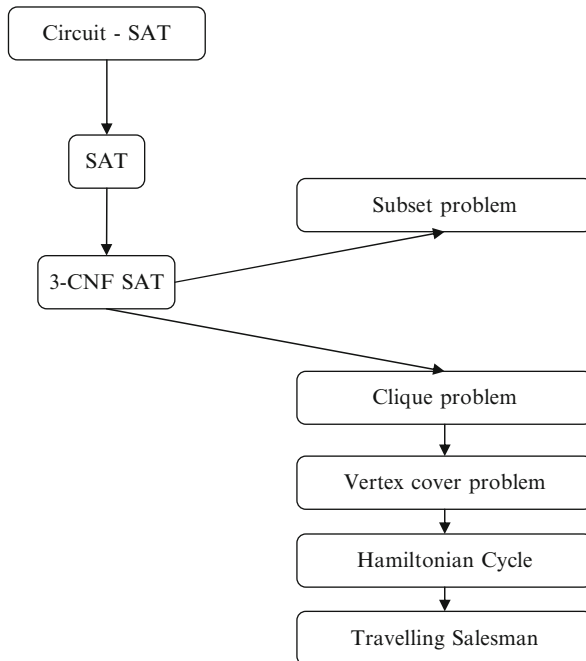 Circuit - SAT
SAT
Subset problem
3-CNF SAT
Clique problem
Vertex cover problem
Hamiltonian Cycle
Travelling Salesman